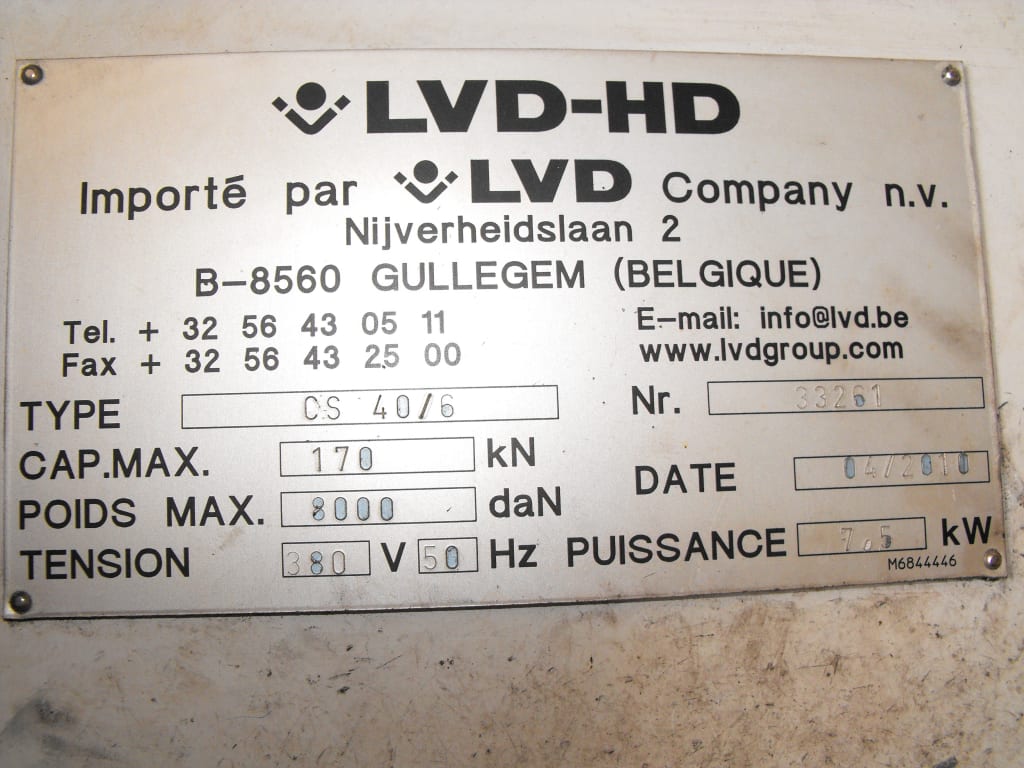 LVD-HD
Importé par LVD Company n.v.
Nijverheidslaan 2
B-8560 GULLEGEM (BELGIQUE)
Tel. + 32 56 43 05 11
Fax + 32 56 43 25 00
E-mail: info@lvd.be
www.lvdgroup.com
TYPE CS 40/6
Nr. 33261
CAP.MAX. 170 kN
POIDS MAX. 8000 daN
DATE 04/2010
TENSION 380 V 50 Hz PUISSANCE 7,5 kW
M6844446